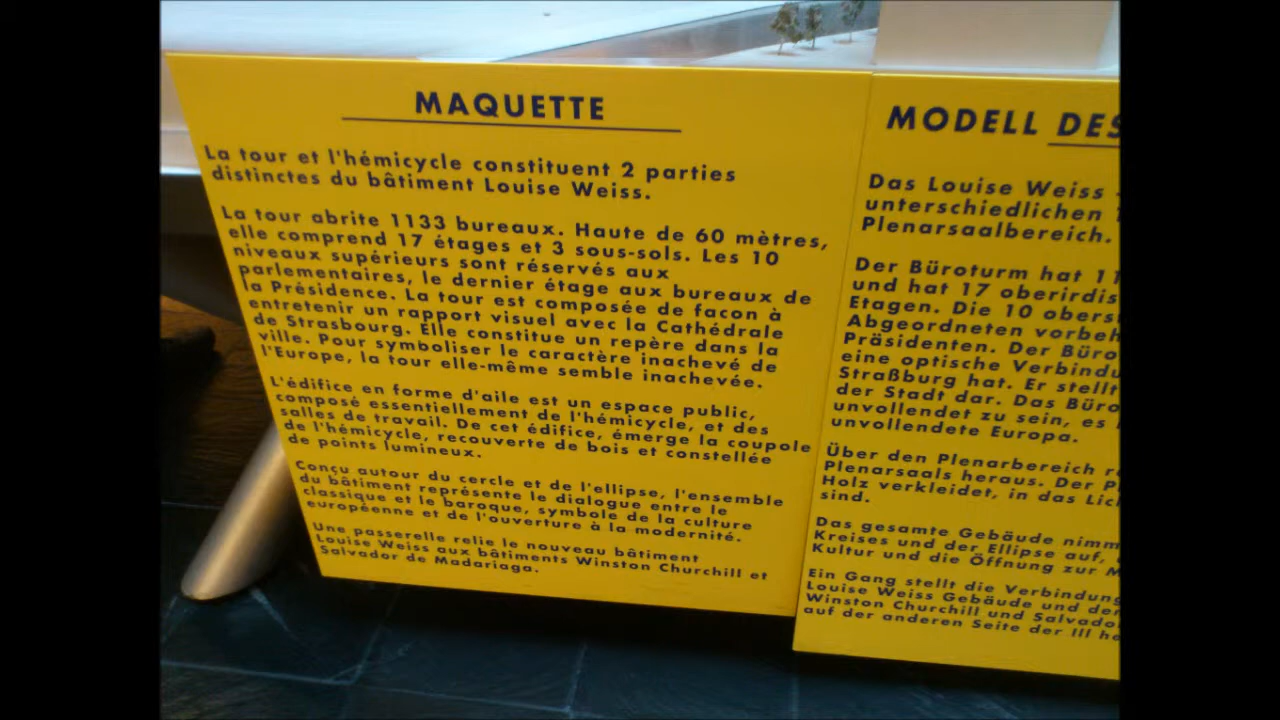 MAQUETTE
La tour et l'hémicycle constituent 2 parties
distinctes du bâtiment Louise Weiss.
La tour abrite 1133 bureaux. Haute de 60 mètres,
elle comprend 17 étages et 3 sous-sols. Les 10
niveaux supérieurs sont réservés aux
parlementaires, le dernier étage aux bureaux de
la Présidence. La tour est composée de facon à
entretenir un rapport visuel avec la Cathédrale
de Strasbourg. Elle constitue un repère dans la
ville. Pour symboliser le caractère inachevé de
l'Europe, la tour elle-même semble inachevée.
L'édifice en forme d'aile est un espace public,
composé essentiellement de l'hémicycle, et des
salles de travail. De cet édifice, émerge la coupole
de l'hémicycle, recouverte de bois et constellée
de points lumineux.
Conçu autour du cercle et de l'ellipse, l'ensemble
du bâtiment représente le dialogue entre le
classique et le baroque, symbole de la culture
européenne et de l'ouverture à la modernité.
Une passerelle relie le nouveau bâtiment
Louise Weiss aux bâtiments Winston Churchill et
Salvador de Madariaga.
MODELL DES
Das Louise Weiss
unterschiedlichen
Plenarsaalbereich.
Der Büroturm hat 11
und hat 17 oberirdis
Etagen. Die 10 oberst
Abgeordneten vorbeh
Präsidenten. Der Büro
eine optische Verbindu
Straßburg hat. Er stellt
der Stadt dar. Das Büro
unvollendet zu sein, es
unvollendete Europa.
Über den Plenarbereich r
Plenarsaals heraus. Der P
Holz verkleidet, in das Lic
sind.
Das gesamte Gebäude nimm
Kreises und der Ellipse auf,
Kultur und die Öffnung zur M
Ein Gang stellt die Verbindung
Louise Weiss Gebäude und de
Winston Churchill und Salvado
auf der anderen Seite der Ill he